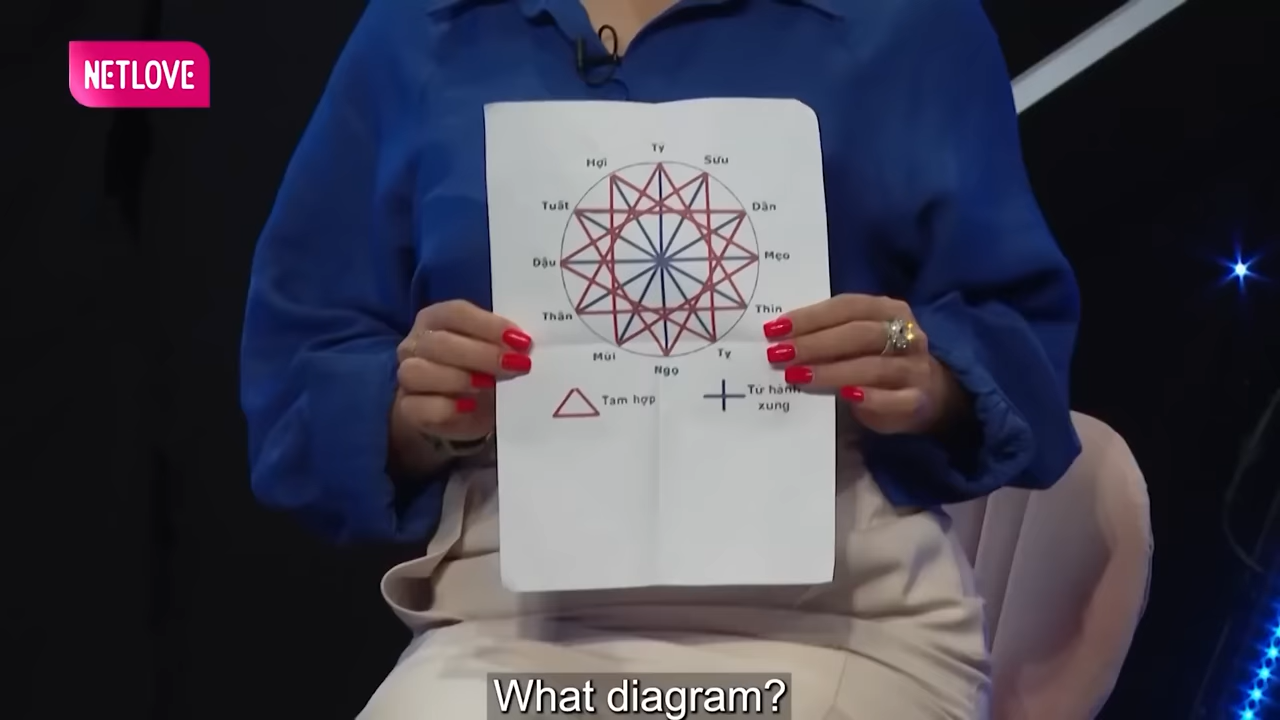 NETLOVE
Tý
Hợi
Sưu
Tuất
Dần
Dậu
Mẹo
Thân
Thìn
Mùi
Tỵ
Ngọ
Tam hợp
Tứ hành
xung
What diagram?